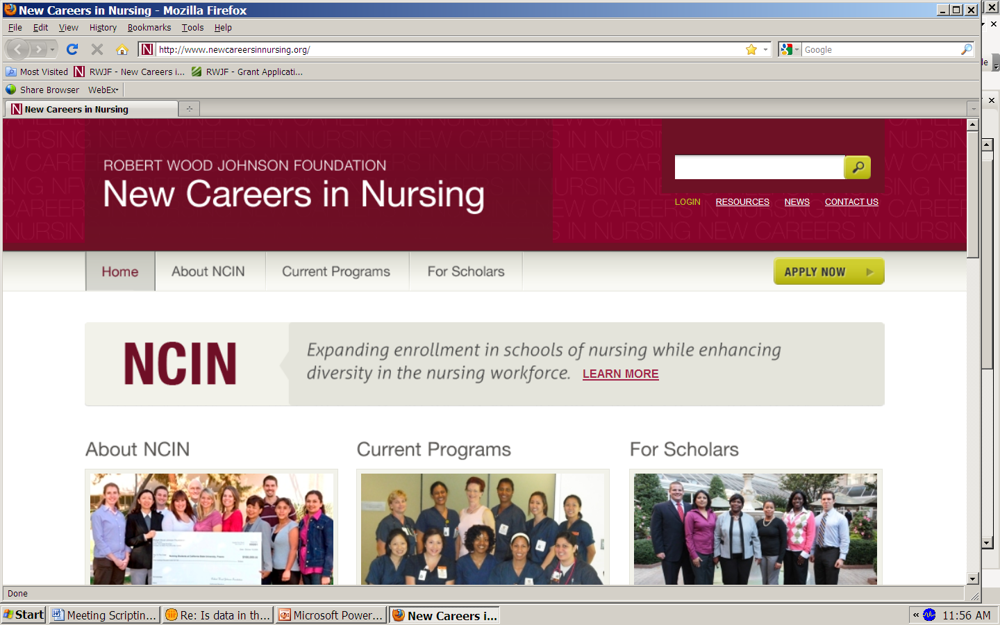 New Careers in Nursing - Mozilla Firefox
File Edit View History Bookmarks Tools Help
http://www.newcareersinnursing.org/
Google
Most Visited RWJF - New Careers i... RWJF - Grant Applicati...
Share Browser WebEx
New Careers in Nursing
ROBERT WOOD JOHNSON FOUNDATION
New Careers in Nursing
LOGIN RESOURCES NEWS CONTACT US
Home About NCIN Current Programs For Scholars APPLY NOW
NCIN
Expanding enrollment in schools of nursing while enhancing
diversity in the nursing workforce. LEARN MORE
About NCIN Current Programs For Scholars
Done
Start Meeting Scriptin... Re: Is data in th... Microsoft Power... New Careers i... « 11:56 AM